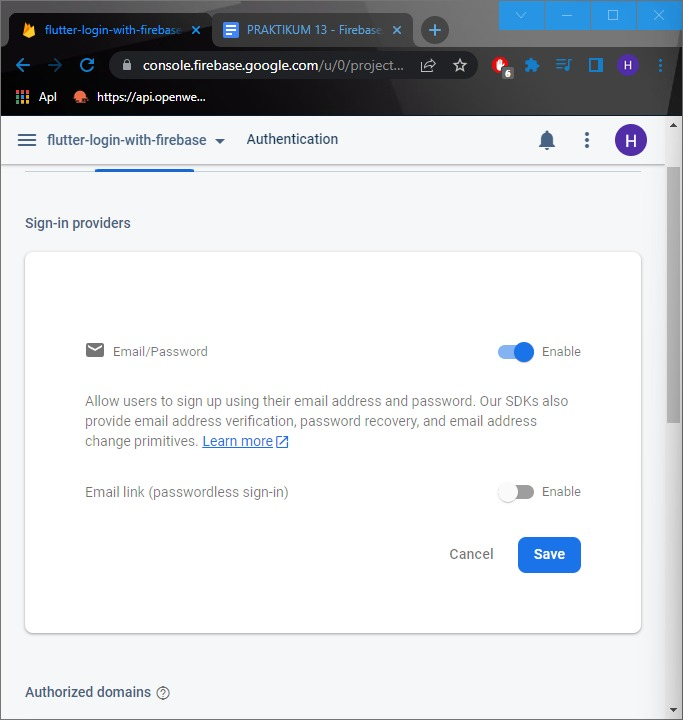 flutter-login-with-firebase
PRAKTIKUM 13 - Firebase
console.firebase.google.com/u/0/project...
6
H
Apl
https://api.openwe...
flutter-login-with-firebase
Authentication
H
Sign-in providers
Email/Password
Enable
Allow users to sign up using their email address and password. Our SDKs also
provide email address verification, password recovery, and email address
change primitives. Learn more
Email link (passwordless sign-in)
Enable
Cancel
Save
Authorized domains